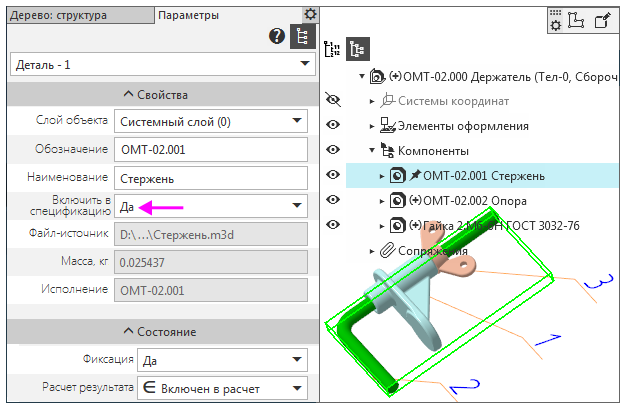 Дерево: структура
Параметры
Деталь - 1
Свойства
Слой объекта Системный слой (0)
Обозначение ОМТ-02.001
Наименование Стержень
Включить в
спецификацию Да
Файл-источник D:\...\Стержень.m3d
Масса, кг 0.025437
Исполнение ОМТ-02.001
Состояние
Фиксация Да
Расчет результата Включен в расчет
(+)ОМТ-02.000 Держатель (Тел-0, Сбороч
Системы координат
Элементы оформления
Компоненты
ОМТ-02.001 Стержень
(+)ОМТ-02.002 Опора
(+)Гайка 2.М6-6Н ГОСТ 3032-76
Сопряжения
3
1
2